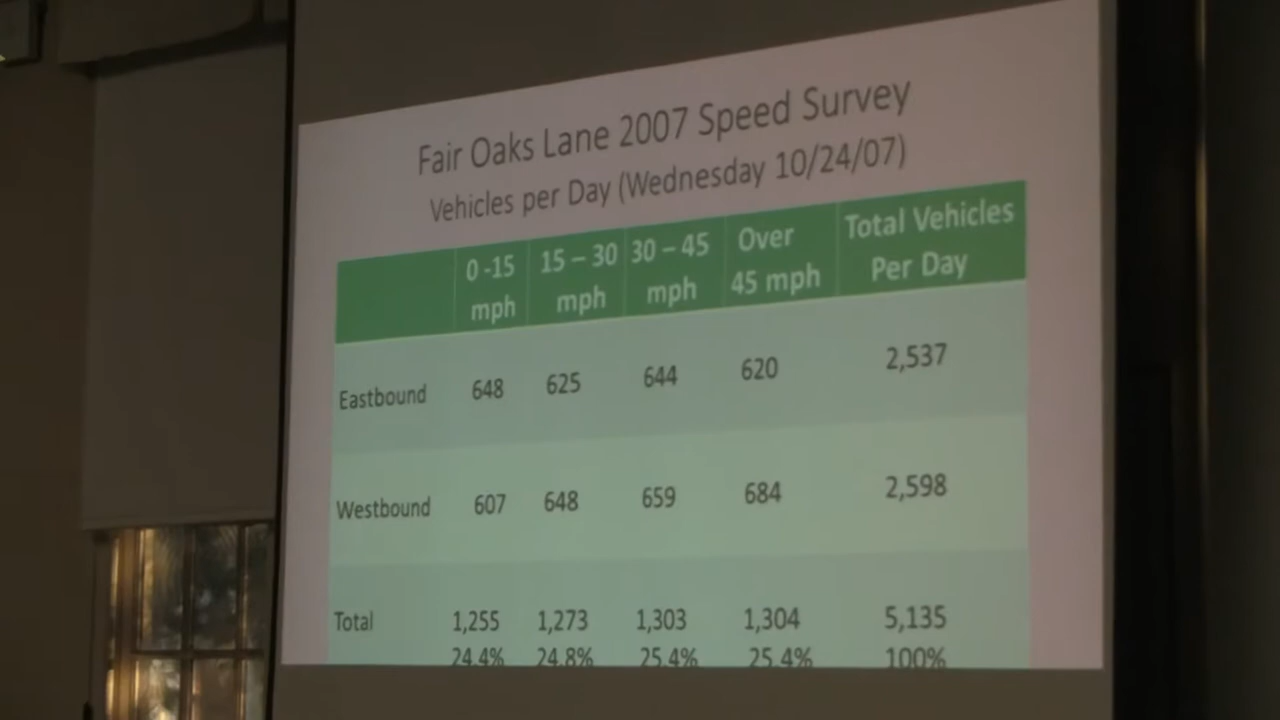 Fair Oaks Lane 2007 Speed Survey
Vehicles per Day (Wednesday 10/24/07)
0 -15 mph 15 – 30 mph 30 – 45 mph Over 45 mph Total Vehicles Per Day
Eastbound 648 625 644 620 2,537
Westbound 607 648 659 684 2,598
Total 1,255 1,273 1,303 1,304 5,135
24.4% 24.8% 25.4% 25.4% 100%